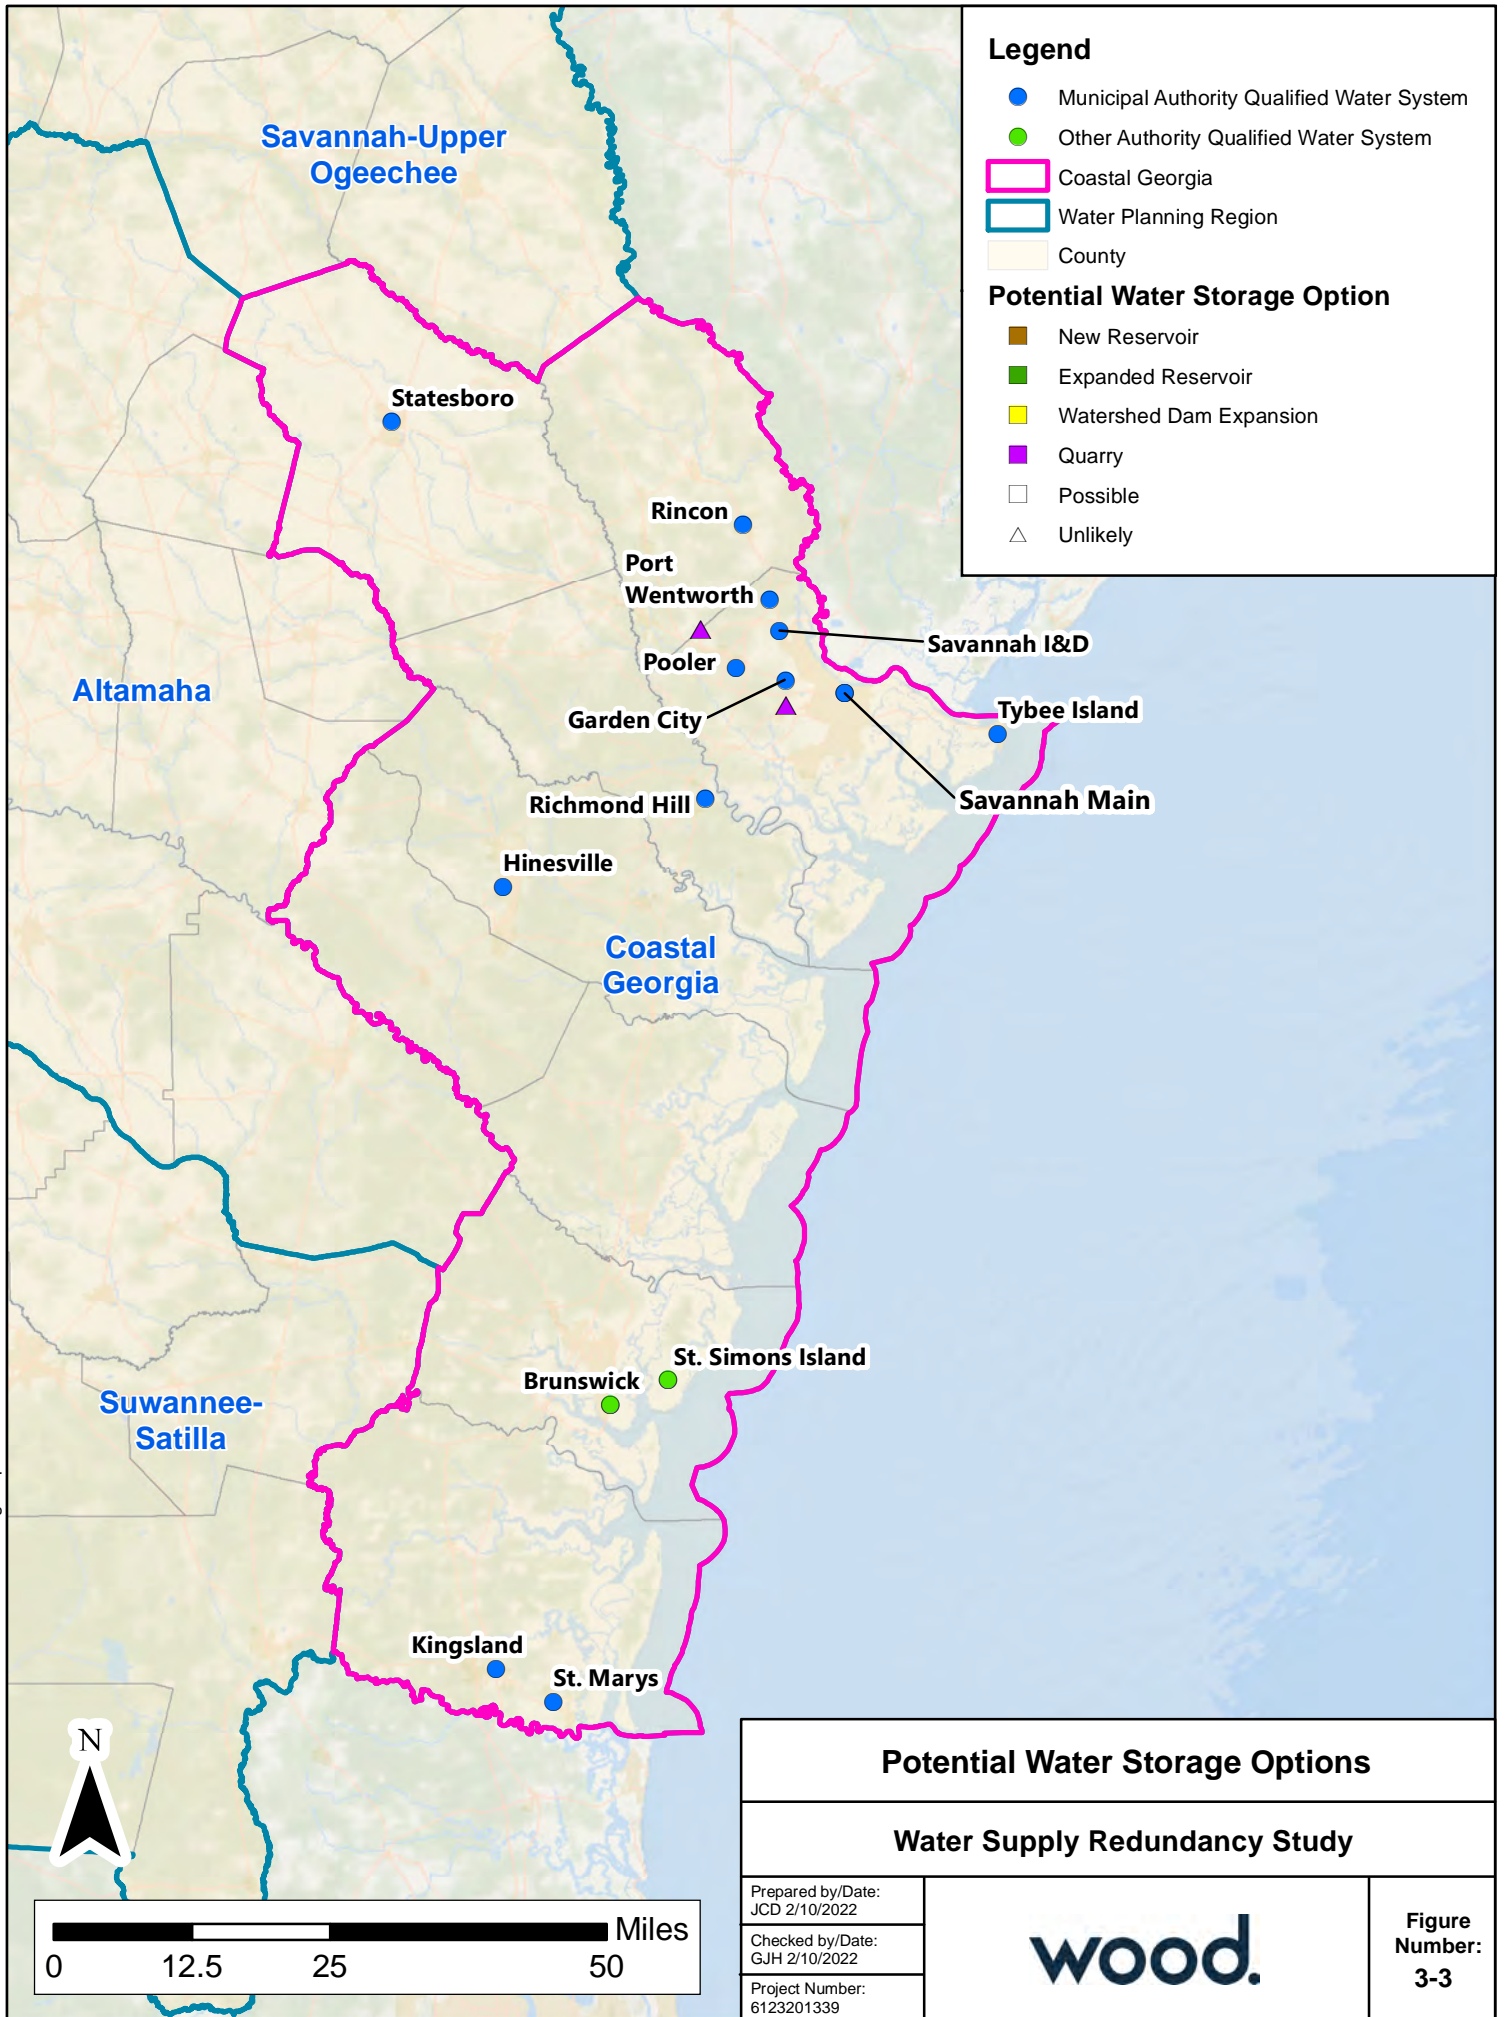 Legend
Municipal Authority Qualified Water System
Other Authority Qualified Water System
Coastal Georgia
Water Planning Region
County
Potential Water Storage Option
New Reservoir
Expanded Reservoir
Watershed Dam Expansion
Quarry
Possible
Unlikely
Savannah-Upper
Ogeechee
Statesboro
Rincon
Port
Wentworth
Savannah I&D
Pooler
Altamaha
Garden City
Tybee Island
Richmond Hill
Savannah Main
Hinesville
Coastal
Georgia
St. Simons Island
Brunswick
Suwannee-
Satilla
Kingsland
St. Marys
N
Miles
0 12.5 25 50
Potential Water Storage Options
Water Supply Redundancy Study
Prepared by/Date:
JCD 2/10/2022
Checked by/Date:
GJH 2/10/2022
Project Number:
6123201339
wood.
Figure
Number:
3-3